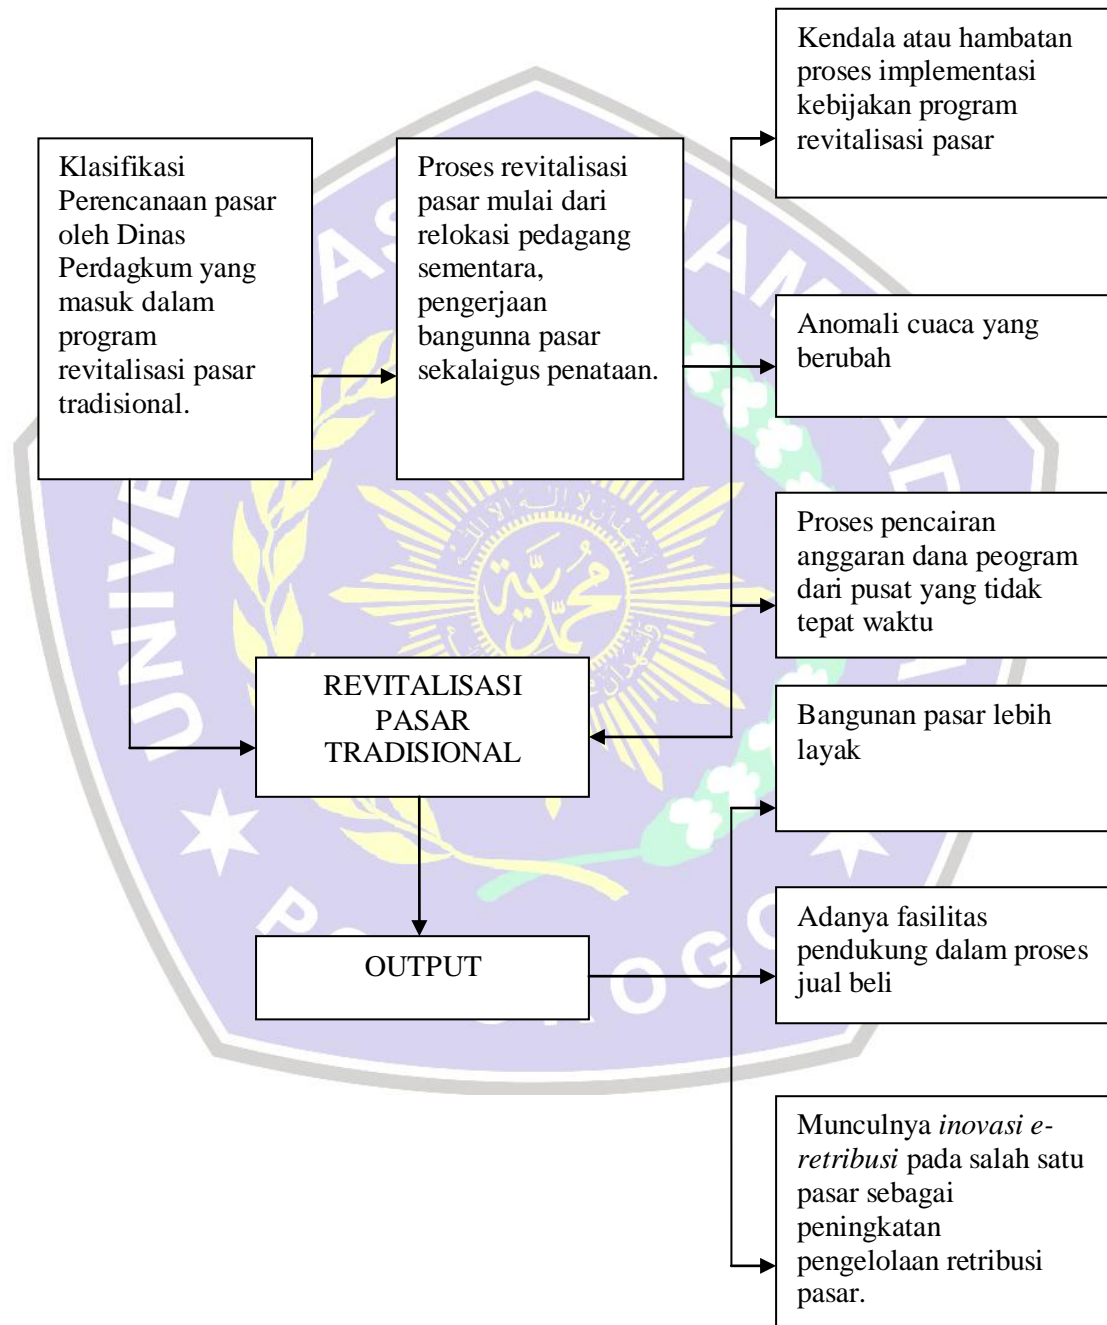 Klasifikasi
Perencanaan pasar
oleh Dinas
Perdagkum yang
masuk dalam
program
revitalisasi pasar
tradisional.
Proses revitalisasi
pasar mulai dari
relokasi pedagang
sementara,
pengerjaan
bangunna pasar
sekalaigus penataan.
Kendala atau hambatan
proses implementasi
kebijakan program
revitalisasi pasar
Anomali cuaca yang
berubah
Proses pencairan
anggaran dana peogram
dari pusat yang tidak
tepat waktu
REVITALISASI
PASAR
TRADISIONAL
Bangunan pasar lebih
layak
OUTPUT
Adanya fasilitas
pendukung dalam proses
jual beli
Munculnya inovasi e-
retribusi pada salah satu
pasar sebagai
peningkatan
pengelolaan retribusi
pasar.